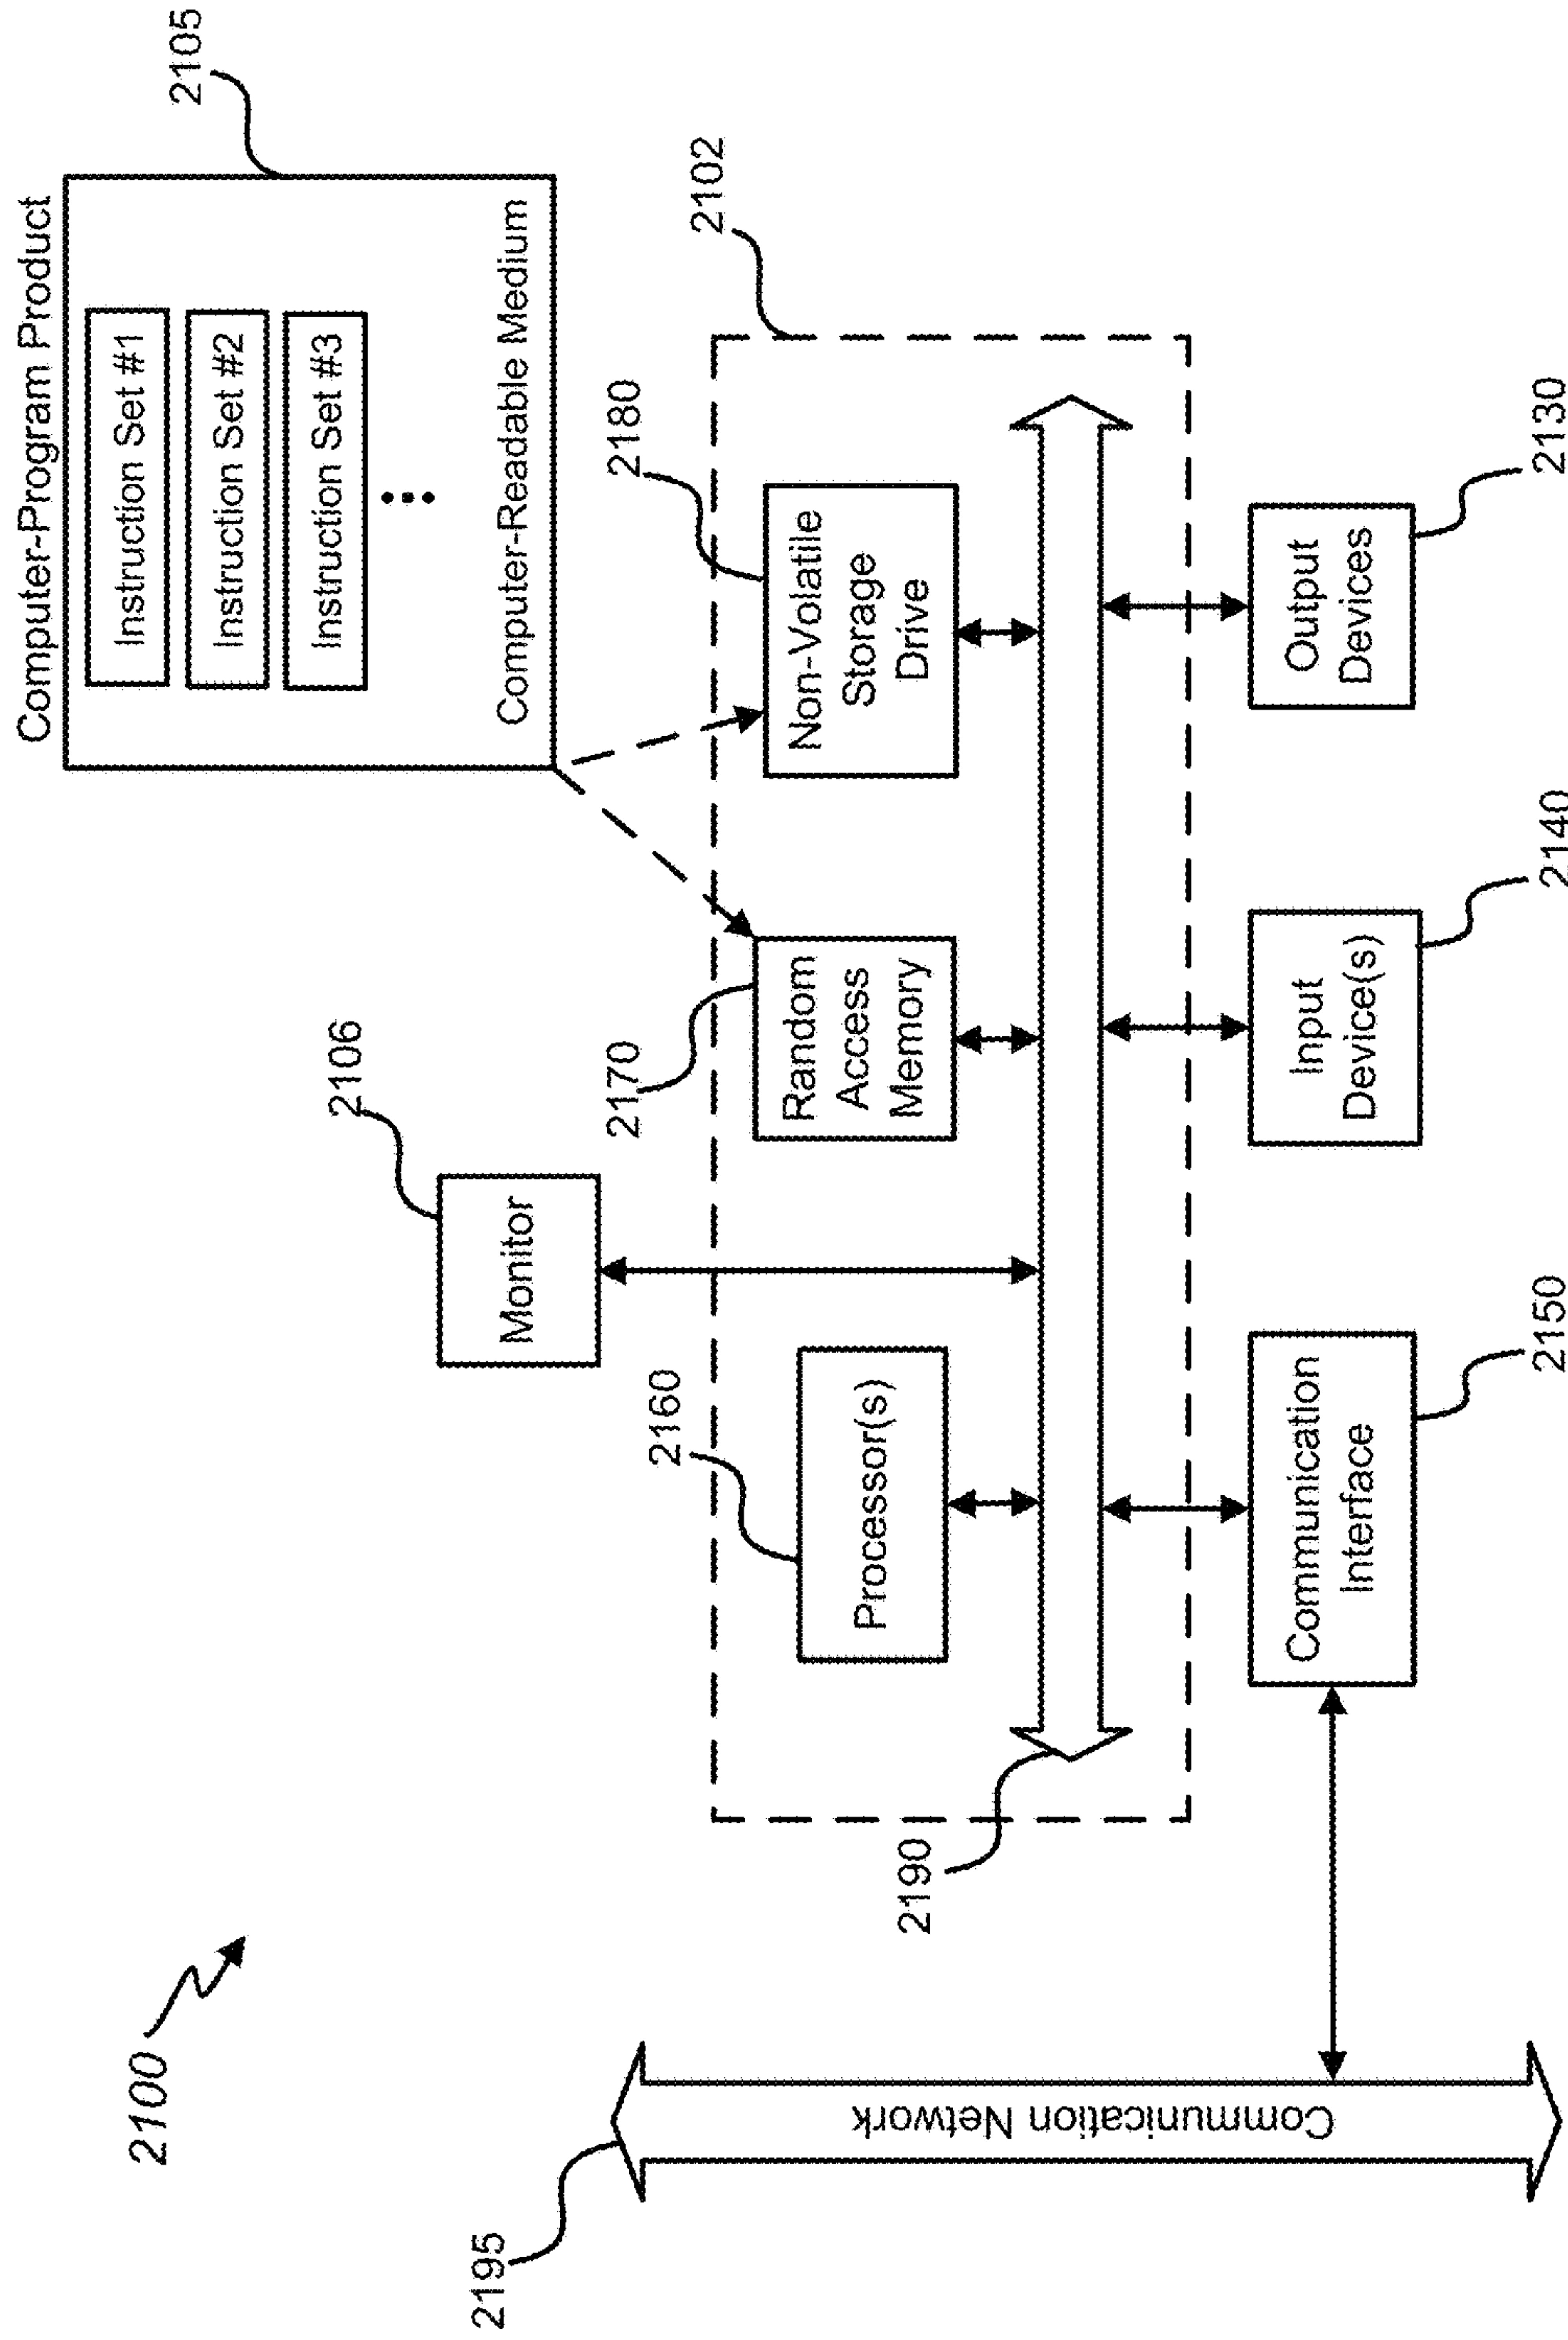 2100
Computer-Program Product
Instruction Set #1
Instruction Set #2
Instruction Set #3
Computer-Readable Medium
2105
2106
Monitor
2102
2160
Processor(s)
2170
Random
Access
Memory
2180
Non-Volatile
Storage
Drive
2190
2195
Communication Network
Communication
Interface
2150
Input
Device(s)
2140
Output
Devices
2130